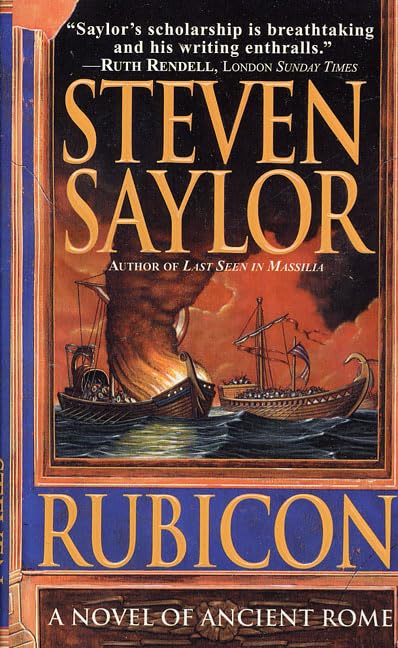 “Saylor's scholarship is breathtaking
and his writing enthralls.”
—RUTH RENDELL, LONDON SUNDAY TIMES
STEVEN
SAYLOR
AUTHOR OF LAST SEEN IN MASSILIA
RUBICON
A NOVEL OF ANCIENT ROME